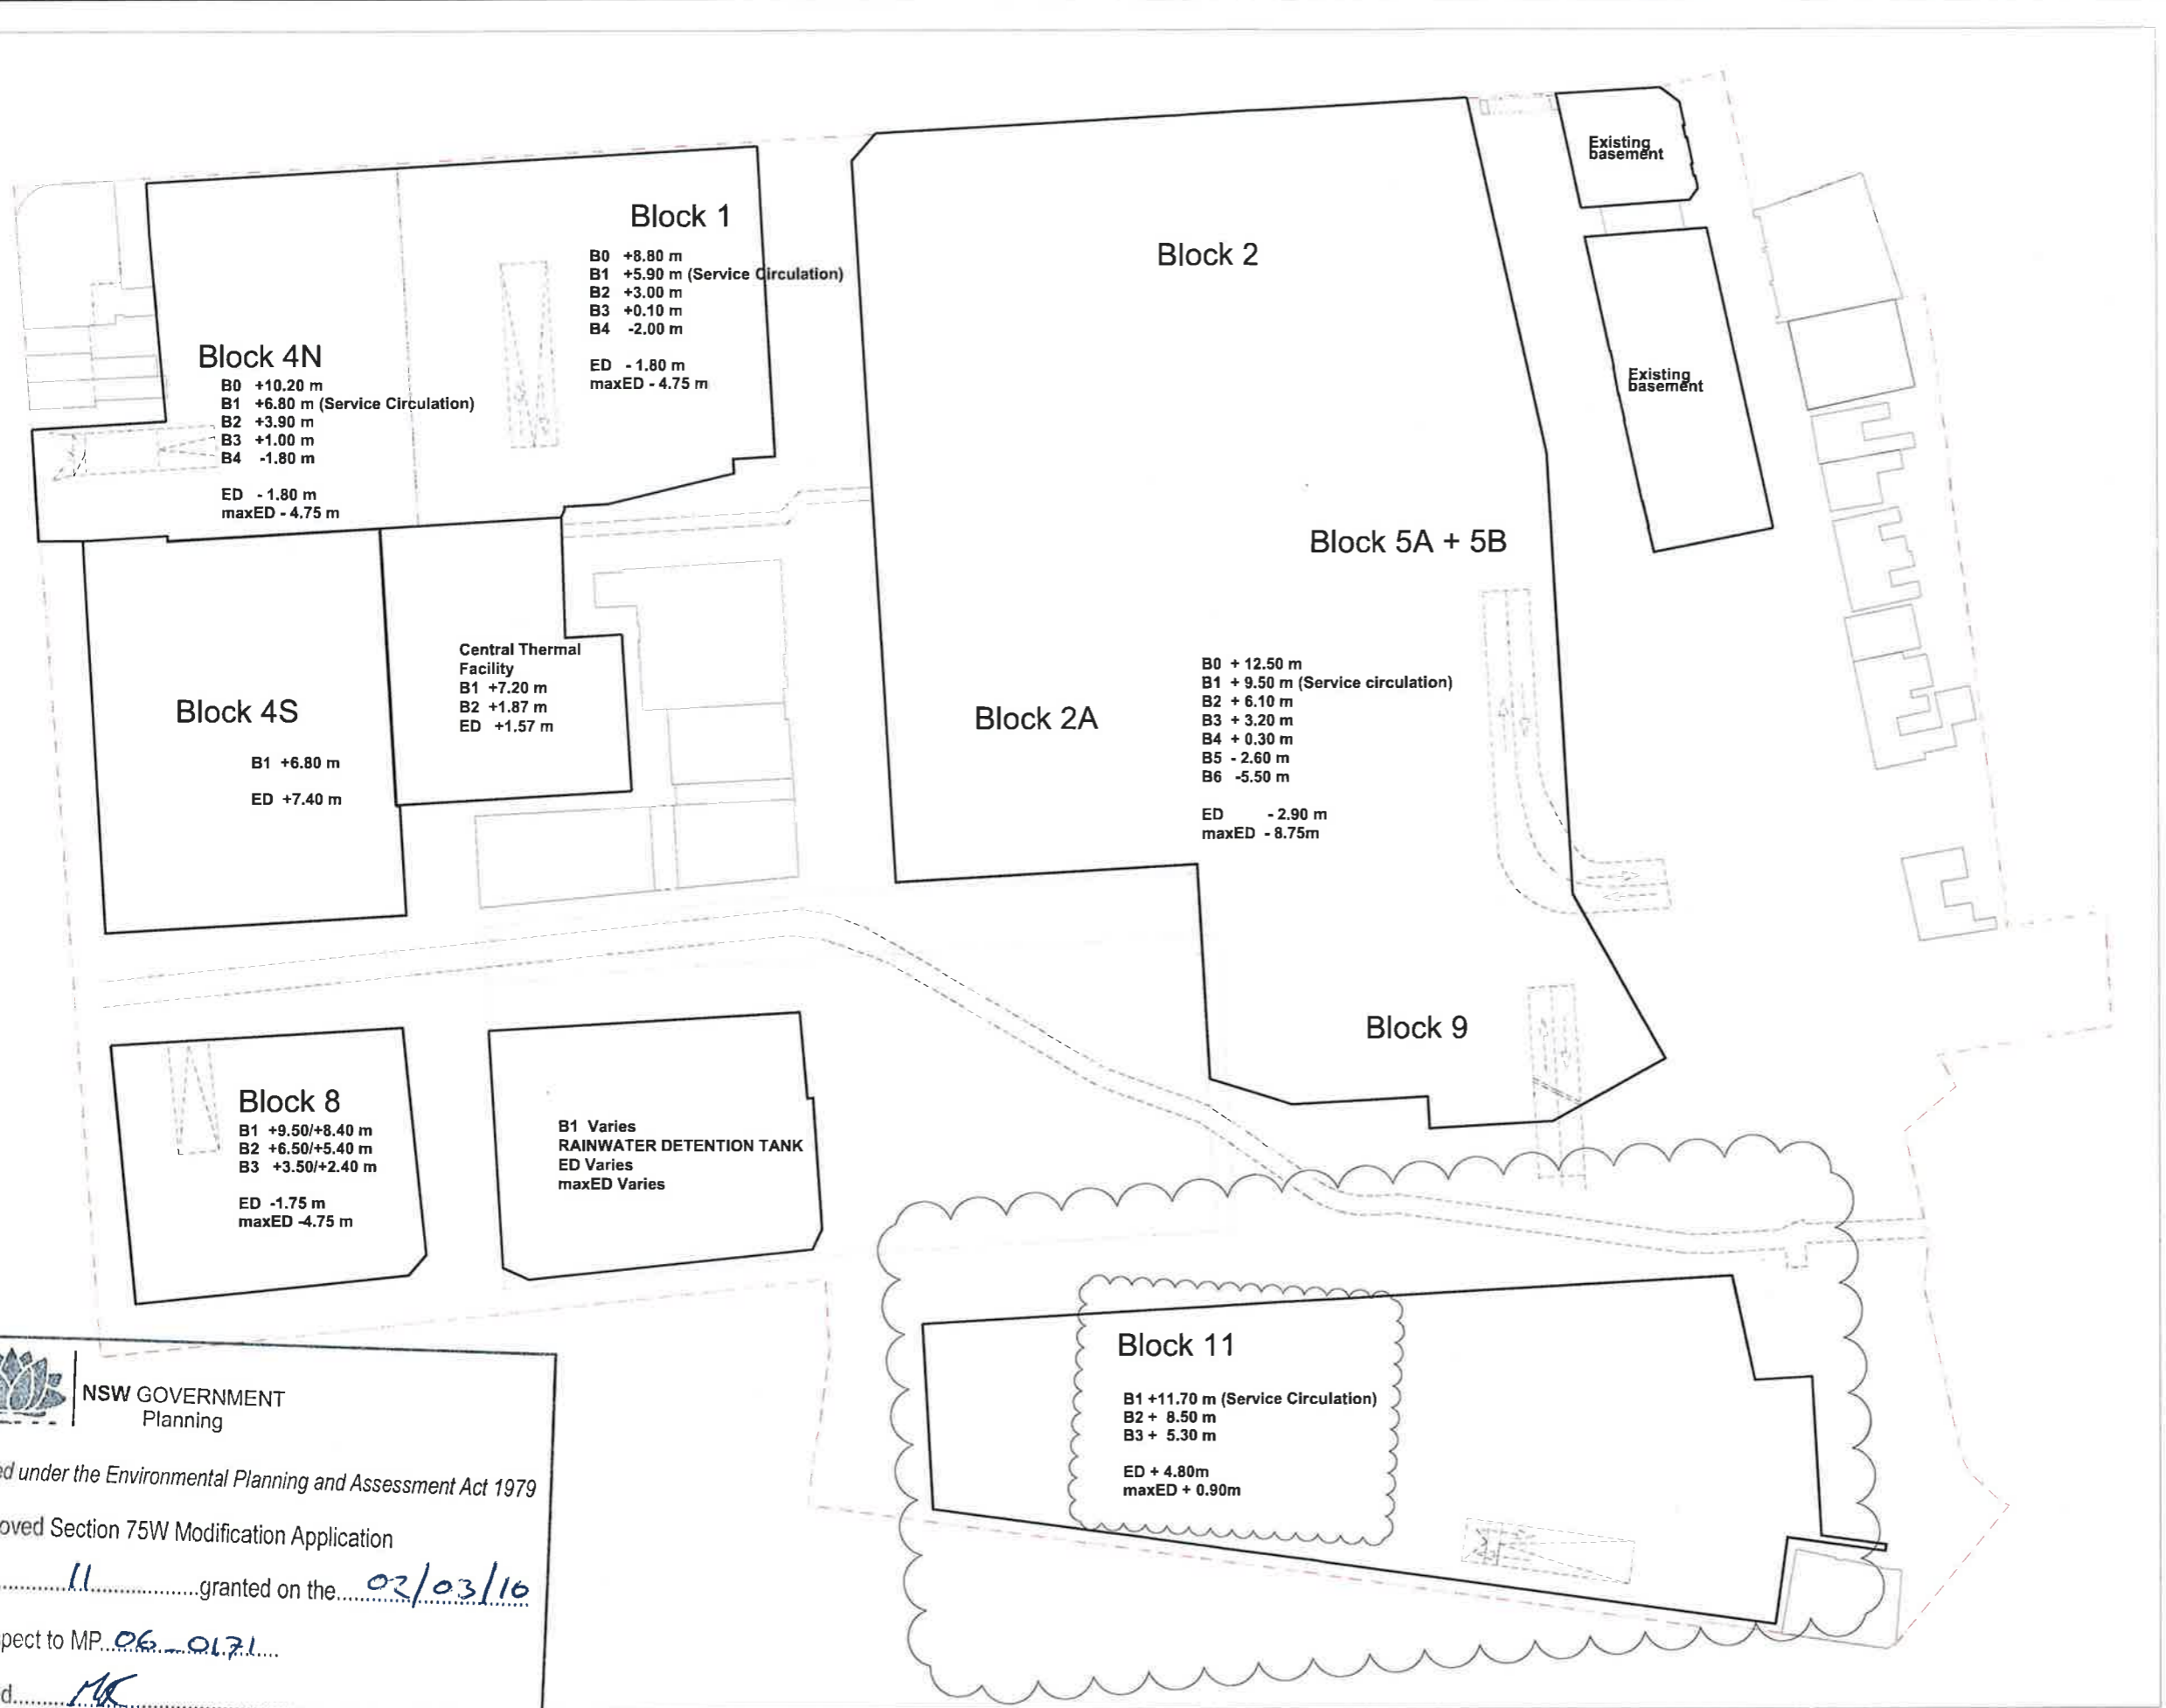 Block 1
B0 +8.80 m
B1 +5.90 m (Service Circulation)
B2 +3.00 m
B3 +0.10 m
B4 -2.00 m
ED - 1.80 m
maxED - 4.75 m
Block 2
Existing
basement
Existing
basement
Block 4N
B0 +10.20 m
B1 +6.80 m (Service Circulation)
B2 +3.90 m
B3 +1.00 m
B4 -1.80 m
ED - 1.80 m
maxED - 4.75 m
Block 5A + 5B
Central Thermal
Facility
B1 +7.20 m
B2 +1.87 m
ED +1.57 m
Block 4S
B1 +6.80 m
ED +7.40 m
Block 2A
B0 + 12.50 m
B1 + 9.50 m (Service circulation)
B2 + 6.10 m
B3 + 3.20 m
B4 + 0.30 m
B5 - 2.60 m
B6 -5.50 m
ED - 2.90 m
maxED - 8.75m
Block 9
Block 8
B1 +9.50/+8.40 m
B2 +6.50/+5.40 m
B3 +3.50/+2.40 m
ED -1.75 m
maxED -4.75 m
B1 Varies
RAINWATER DETENTION TANK
ED Varies
maxED Varies
Block 11
B1 +11.70 m (Service Circulation)
B2 + 8.50 m
B3 + 5.30 m
ED + 4.80m
maxED + 0.90m
NSW GOVERNMENT
Planning
ed under the Environmental Planning and Assessment Act 1979
oved Section 75W Modification Application
11 granted on the 02/03/10
pect to MP 06_0171
d